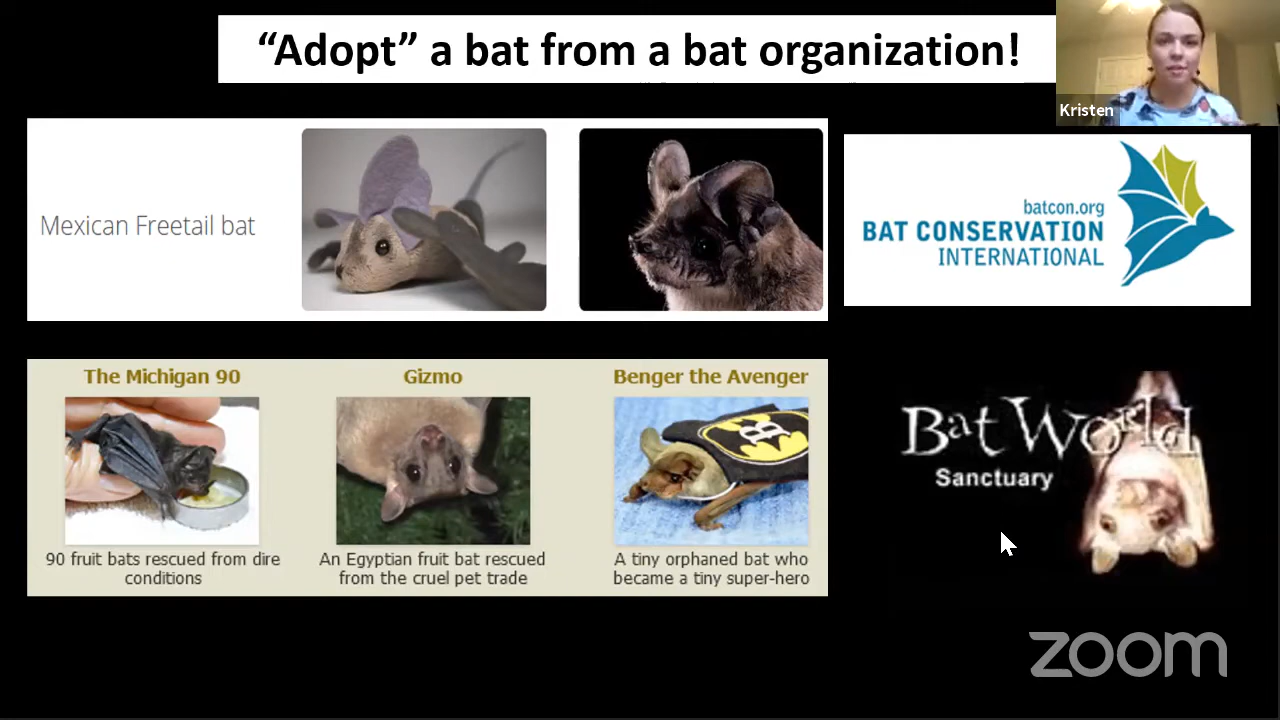 “Adopt” a bat from a bat organization!
Kristen
Mexican Freetail bat
batcon.org
BAT CONSERVATION
INTERNATIONAL
The Michigan 90
90 fruit bats rescued from dire
conditions
Gizmo
An Egyptian fruit bat rescued
from the cruel pet trade
Benger the Avenger
B
A tiny orphaned bat who
became a tiny super-hero
Bat World
Sanctuary
zoom